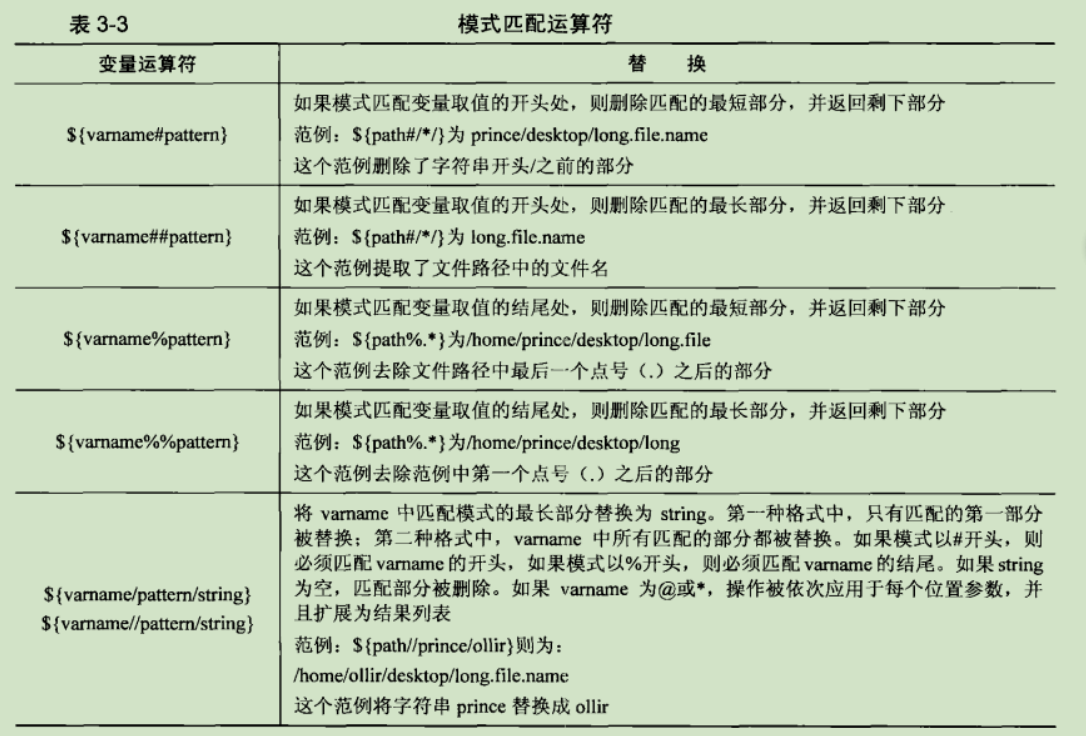 表 3-3 模式匹配运算符
变量运算符 替 换
${varname#pattern}
如果模式匹配变量取值的开头处，则删除匹配的最短部分，并返回剩下部分
范例：${path#/*/}为 prince/desktop/long.file.name
这个范例删除了字符串开头/之前的部分
${varname##pattern}
如果模式匹配变量取值的开头处，则删除匹配的最长部分，并返回剩下部分
范例：${path#/*/}为 long.file.name
这个范例提取了文件路径中的文件名
${varname%pattern}
如果模式匹配变量取值的结尾处，则删除匹配的最短部分，并返回剩下部分
范例：${path%.*}为/home/prince/desktop/long.file
这个范例去除文件路径中最后一个点号（.）之后的部分
${varname%%pattern}
如果模式匹配变量取值的结尾处，则删除匹配的最长部分，并返回剩下部分
范例：${path%.*}为/home/prince/desktop/long
这个范例去除范例中第一个点号（.）之后的部分
${varname/pattern/string}
${varname//pattern/string}
将 varname 中匹配模式的最长部分替换为 string。第一种格式中，只有匹配的第一部分
被替换；第二种格式中，varname 中所有匹配的部分都被替换。如果模式以#开头，则
必须匹配 varname 的开头，如果模式以%开头，则必须匹配 varname 的结尾。如果 string
为空，匹配部分被删除。如果 varname 为@或*，操作被依次应用于每个位置参数，并
且扩展为结果列表
范例：${path//prince/ollir}则为：
/home/ollir/desktop/long.file.name
这个范例将字符串 prince 替换成 ollir